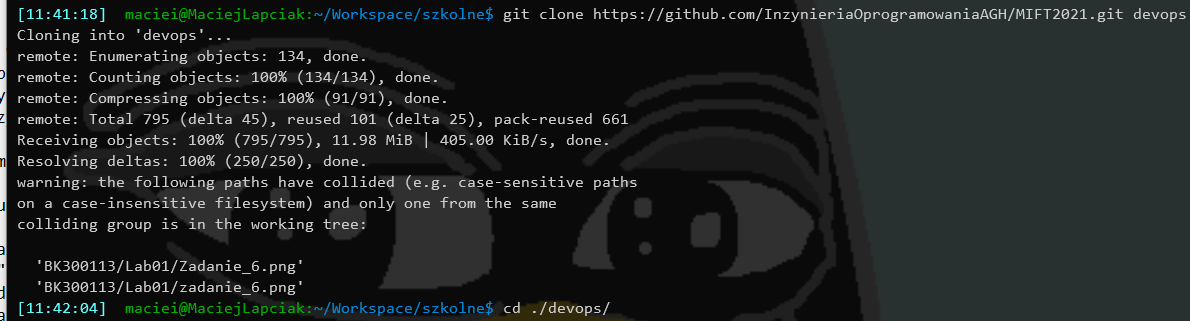 [11:41:18] maciei@MaciejLapciak:~/Workspace/szkolne$ git clone https://github.com/InzynieriaOprogramowaniaAGH/MIFT2021.git devops
Cloning into 'devops'...
remote: Enumerating objects: 134, done.
remote: Counting objects: 100% (134/134), done.
remote: Compressing objects: 100% (91/91), done.
remote: Total 795 (delta 45), reused 101 (delta 25), pack-reused 661
Receiving objects: 100% (795/795), 11.98 MiB | 405.00 KiB/s, done.
Resolving deltas: 100% (250/250), done.
warning: the following paths have collided (e.g. case-sensitive paths
on a case-insensitive filesystem) and only one from the same
colliding group is in the working tree:
'BK300113/Lab01/Zadanie_6.png'
'BK300113/Lab01/zadanie_6.png'
[11:42:04] maciei@MaciejLapciak:~/Workspace/szkolne$ cd ./devops/